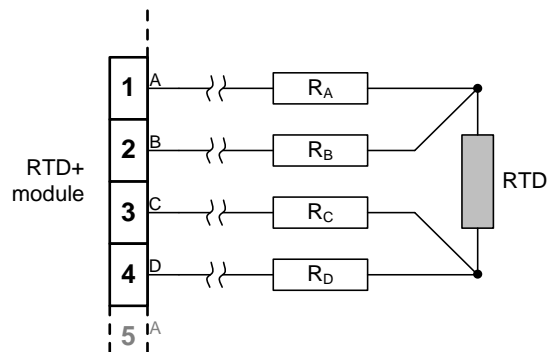 1 A R_A
2 B R_B
RTD+
module
RTD
3 C R_C
4 D R_D
5 A